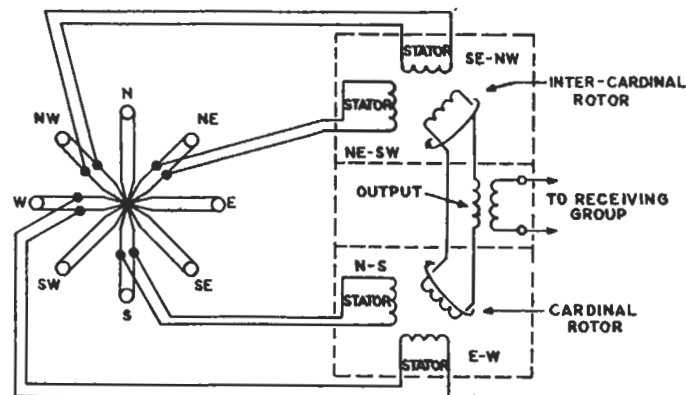 STATOR
SE-NW
N
NW
NE
STATOR
INTER-CARDINAL
ROTOR
NE-SW
W
E
OUTPUT
TO RECEIVING
GROUP
SW
SE
S
N-S
STATOR
CARDINAL
ROTOR
E-W
STATOR